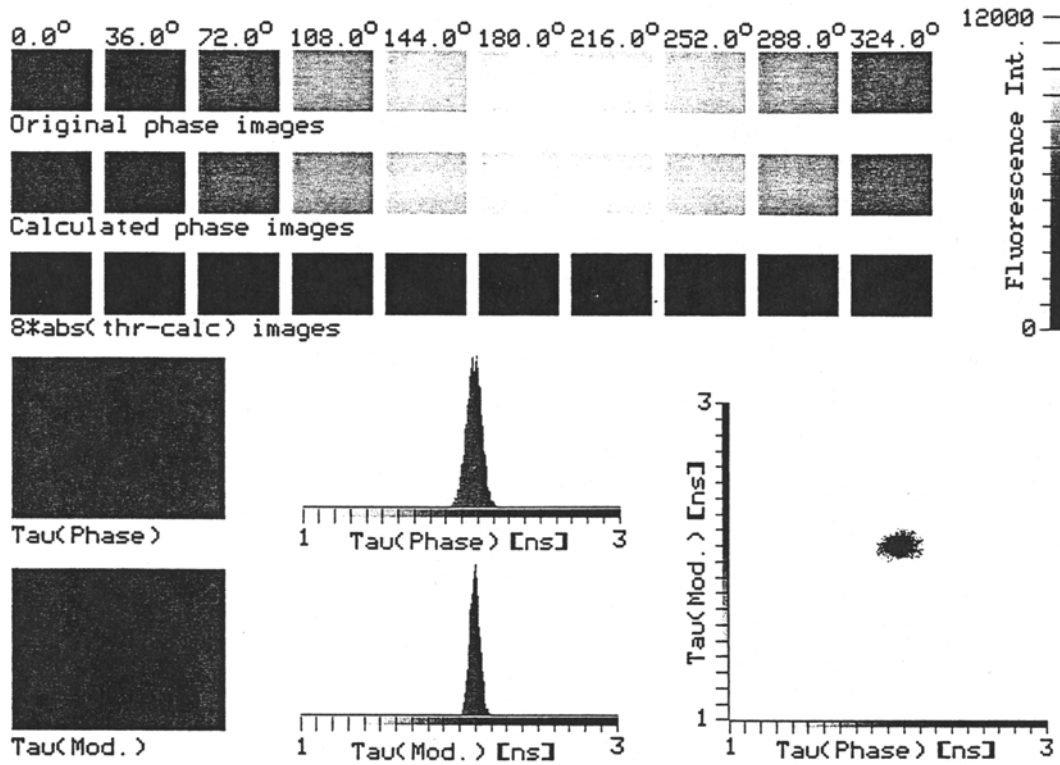 0.0° 36.0° 72.0° 108.0° 144.0° 180.0° 216.0° 252.0° 288.0° 324.0°
Original phase images
Calculated phase images
8*abs(thr-calc) images
12000
Fluorescence Int.
0
Tau(Phase)
1 Tau(Phase) [ns] 3
Tau(Mod.)
1 Tau(Mod.) [ns] 3
3
Tau(Mod.) [ns]
1
1 Tau(Phase) [ns] 3